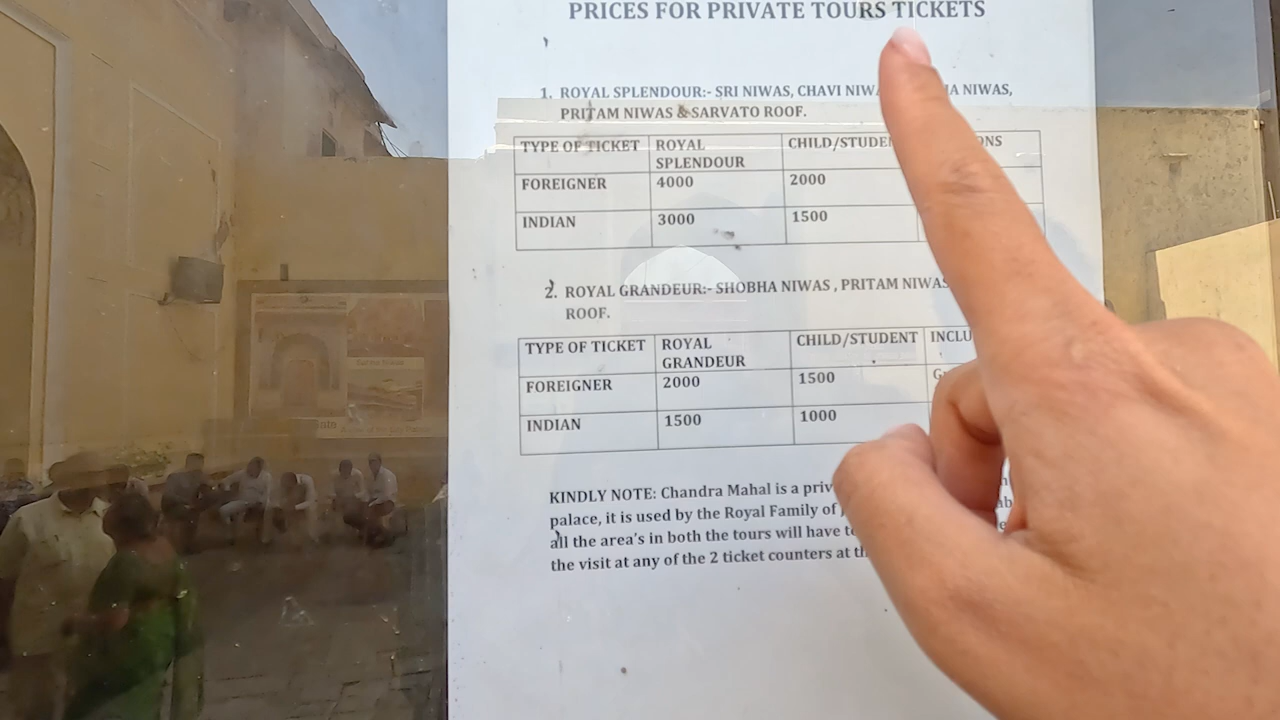 PRICES FOR PRIVATE TOURS TICKETS
1. ROYAL SPLENDOUR:- SRI NIWAS, CHAVI NIWA IA NIWAS,
PRITAM NIWAS & SARVATO ROOF.
TYPE OF TICKET ROYAL SPLENDOUR CHILD/STUDEN ONS
FOREIGNER 4000 2000
INDIAN 3000 1500
2. ROYAL GRANDEUR:- SHOBHA NIWAS , PRITAM NIWAS
ROOF.
TYPE OF TICKET ROYAL GRANDEUR CHILD/STUDENT INCLU
FOREIGNER 2000 1500
INDIAN 1500 1000
KINDLY NOTE: Chandra Mahal is a priv
palace, it is used by the Royal Family of
all the area's in both the tours will have t
the visit at any of the 2 ticket counters at th